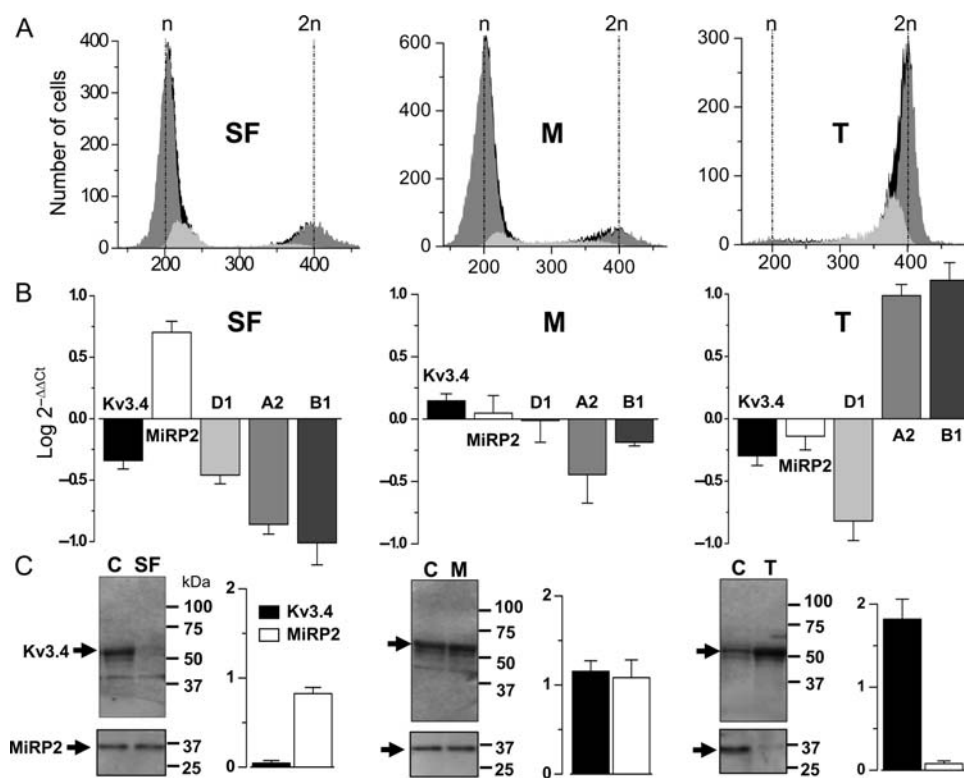 A
n 2n
n 2n
n 2n
400
300
200
100
0
600
400
200
0
300
200
100
0
Number of cells
SF
M
T
200 300 400
200 300 400
200 300 400
B
Log 2–ΔΔCt
1.0
0.5
0.0
–0.5
–1.0
SF
Kv3.4 MiRP2 D1 A2 B1
1.0
0.5
0.0
0.5
1.0
M
Kv3.4 MiRP2 D1 A2 B1
1.0
0.5
0.0
–0.5
–1.0
T
Kv3.4 MiRP2 D1 A2 B1
C
C SF
kDa
100
75
50
37
Kv3.4
MiRP2
37
25
2
1
0
Kv3.4
MiRP2
C M
100
75
50
37
37
25
2
1
0
C T
100
75
50
37
37
25
2
1
0